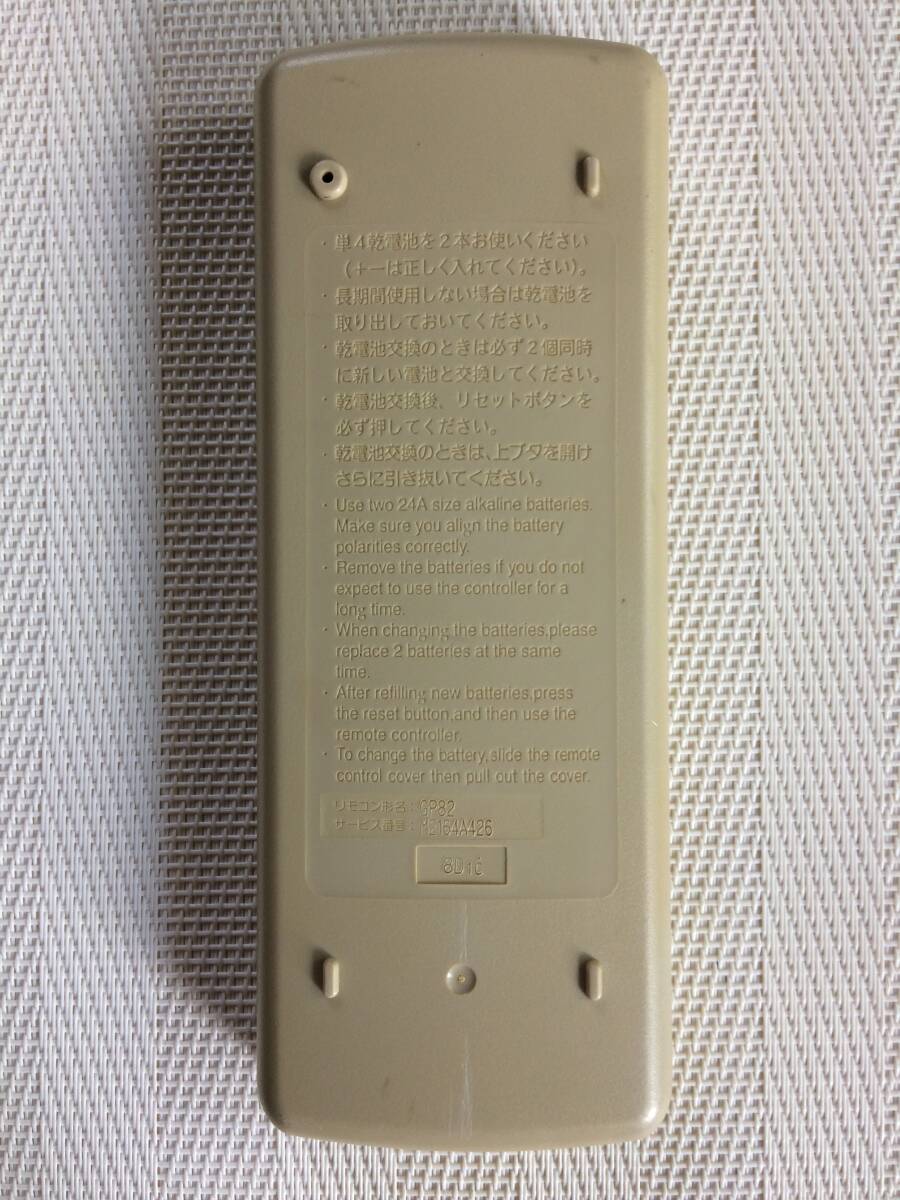 ・単4乾電池を2本お使いください
(+ーは正しく入れてください)。
・長期間使用しない場合は乾電池を
取り出しておいてください。
・乾電池交換のときは必ず2個同時
に新しい電池と交換してください。
・乾電池交換後、リセットボタンを
必ず押してください。
・乾電池交換のときは、上ブタを開け
さらに引き抜いてください。
・Use two 24A size alkaline batteries.
Make sure you align the battery
polarities correctly.
・Remove the batteries if you do not
expect to use the controller for a
long time.
・When changing the batteries,please
replace 2 batteries at the same
time.
・After refilling new batteries,press
the reset button,and then use the
remote controller.
・To change the battery,slide the remote
control cover then pull out the cover.
リモコン形名:GP82
サービス番号:M2164A426